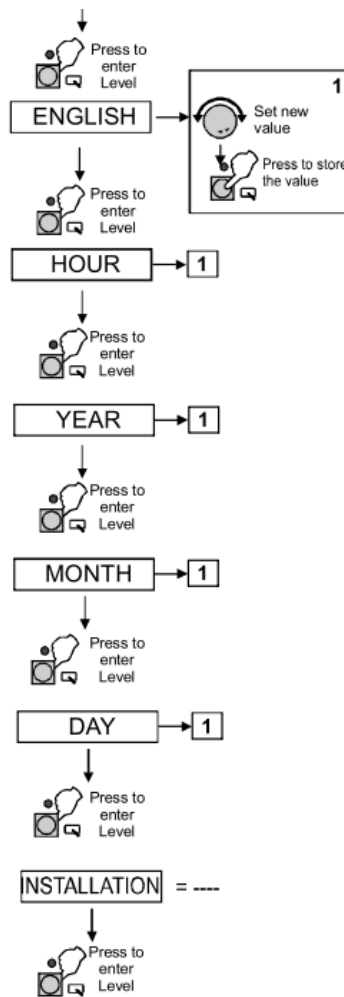 Press to
enter
Level
1
ENGLISH
Set new
value
Press to store
the value
Press to
enter
Level
HOUR
1
Press to
enter
Level
YEAR
1
Press to
enter
Level
MONTH
1
Press to
enter
Level
DAY
1
Press to
enter
Level
INSTALLATION = ----
Press to
enter
Level